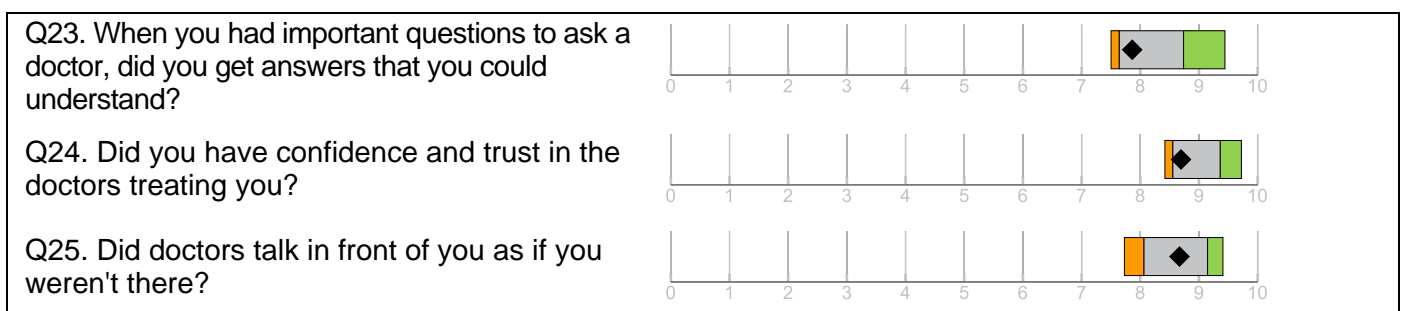 Q23. When you had important questions to ask a
doctor, did you get answers that you could
understand?
0 1 2 3 4 5 6 7 8 9 10
Q24. Did you have confidence and trust in the
doctors treating you?
0 1 2 3 4 5 6 7 8 9 10
Q25. Did doctors talk in front of you as if you
weren't there?
0 1 2 3 4 5 6 7 8 9 10